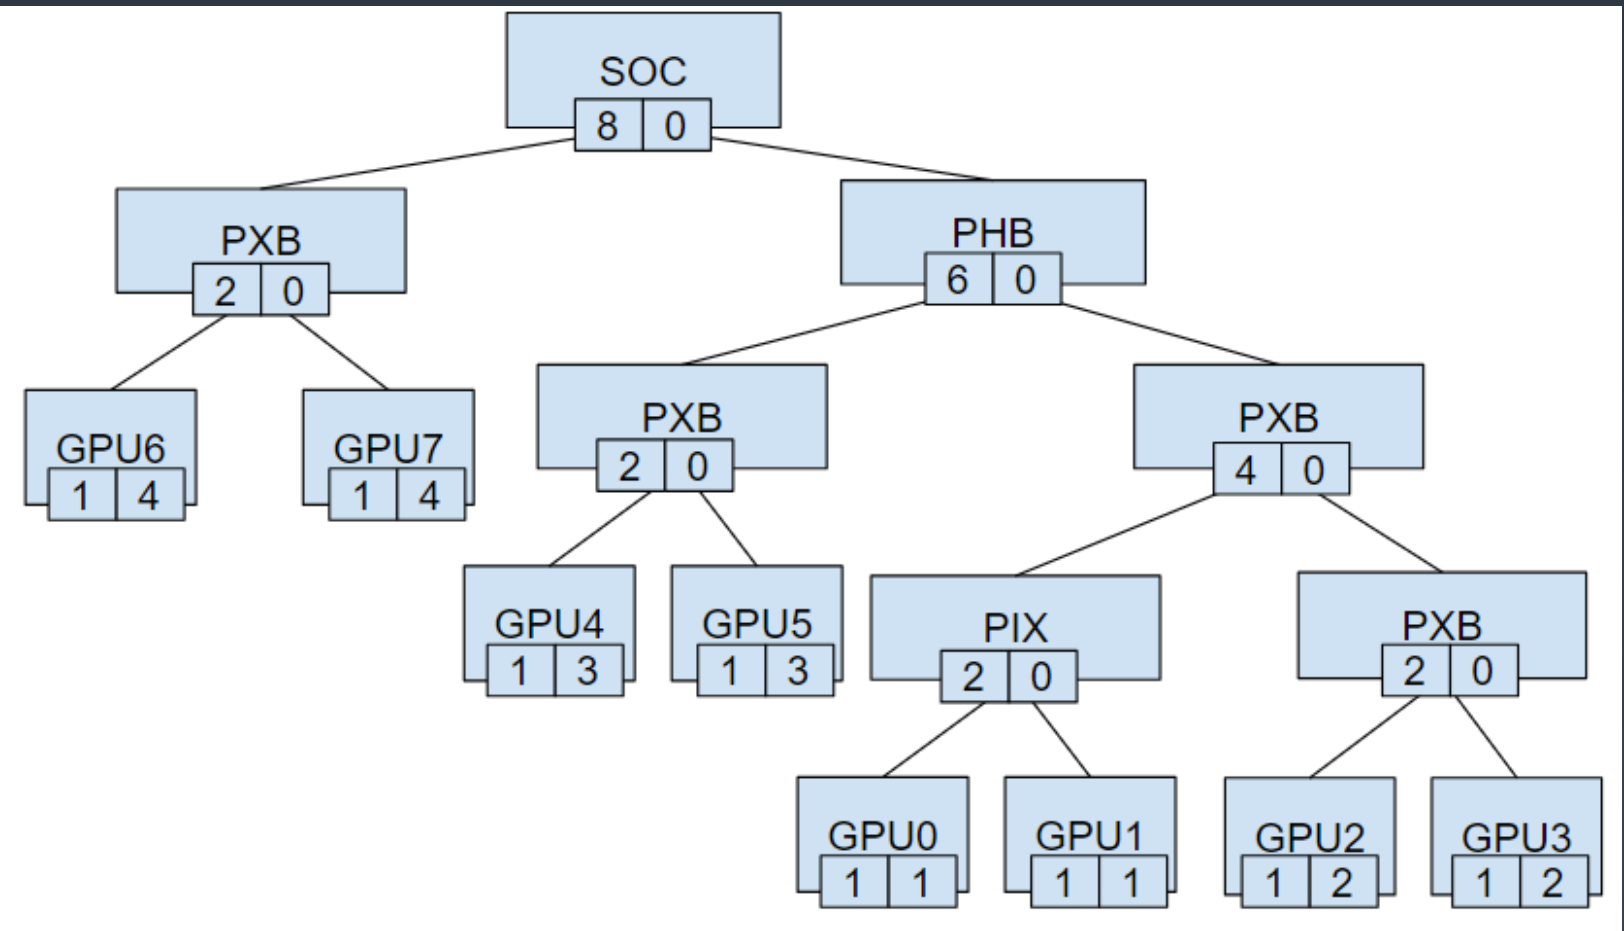 SOC
8 0
PXB
2 0
PHB
6 0
GPU6
1 4
GPU7
1 4
PXB
2 0
PXB
4 0
GPU4
1 3
GPU5
1 3
PIX
2 0
PXB
2 0
GPU0
1 1
GPU1
1 1
GPU2
1 2
GPU3
1 2